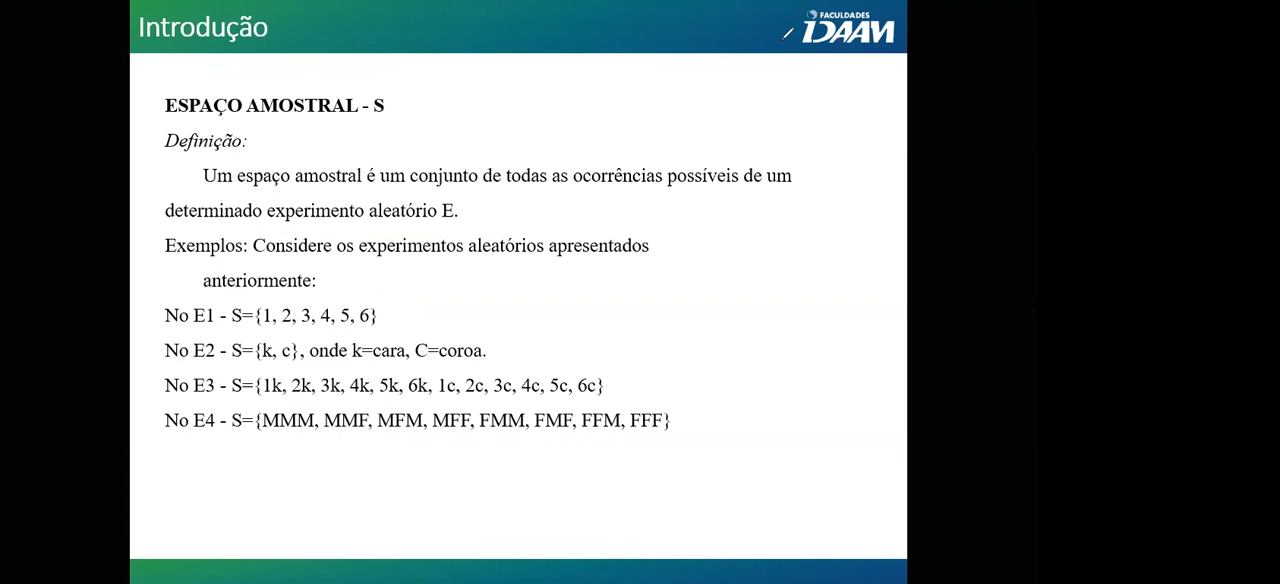 Introdução
FACULDADES
IDAAM
ESPAÇO AMOSTRAL - S
Definição:
Um espaço amostral é um conjunto de todas as ocorrências possíveis de um
determinado experimento aleatório E.
Exemplos: Considere os experimentos aleatórios apresentados
anteriormente:
No E1 - S={1, 2, 3, 4, 5, 6}
No E2 - S={k, c}, onde k=cara, C=coroa.
No E3 - S={1k, 2k, 3k, 4k, 5k, 6k, 1c, 2c, 3c, 4c, 5c, 6c}
No E4 - S={MMM, MMF, MFM, MFF, FMM, FMF, FFM, FFF}